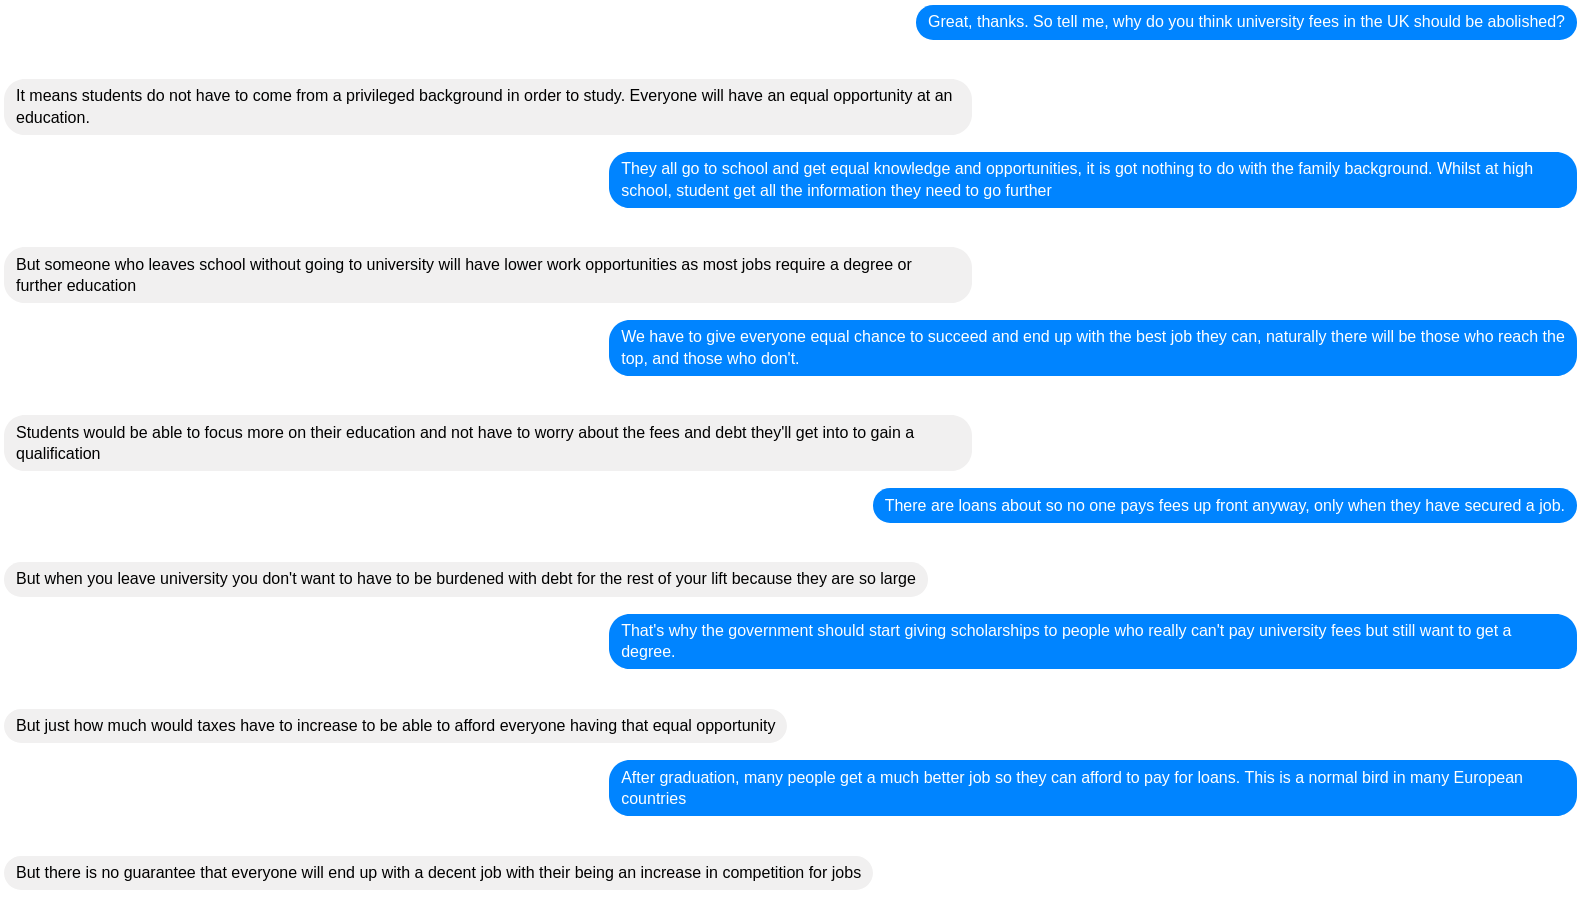 Great, thanks. So tell me, why do you think university fees in the UK should be abolished?
It means students do not have to come from a privileged background in order to study. Everyone will have an equal opportunity at an
education.
They all go to school and get equal knowledge and opportunities, it is got nothing to do with the family background. Whilst at high
school, student get all the information they need to go further
But someone who leaves school without going to university will have lower work opportunities as most jobs require a degree or
further education
We have to give everyone equal chance to succeed and end up with the best job they can, naturally there will be those who reach the
top, and those who don't.
Students would be able to focus more on their education and not have to worry about the fees and debt they'll get into to gain a
qualification
There are loans about so no one pays fees up front anyway, only when they have secured a job.
But when you leave university you don't want to have to be burdened with debt for the rest of your lift because they are so large
That's why the government should start giving scholarships to people who really can't pay university fees but still want to get a
degree.
But just how much would taxes have to increase to be able to afford everyone having that equal opportunity
After graduation, many people get a much better job so they can afford to pay for loans. This is a normal bird in many European
countries
But there is no guarantee that everyone will end up with a decent job with their being an increase in competition for jobs